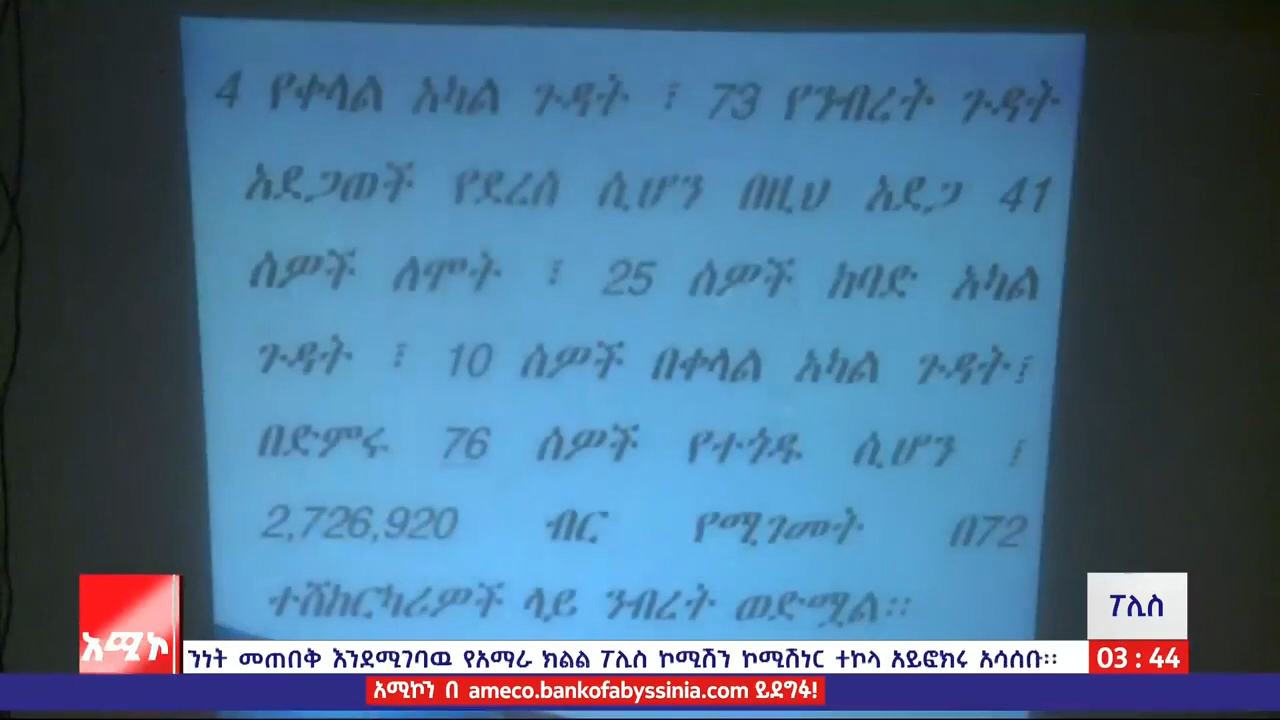 4 የቀላል አካል ጉዳት ፣ 73 የንብረት ጉዳት
አደጋወች የደረሰ ሲሆን በዚህ አደጋ 41
ሰዎች ለሞት ፣ 25 ሰዎች ከባድ አካል
ጉዳት ፣ 10 ሰዎች በቀላል አካል ጉዳት፣
በድምሩ 76 ሰዎች የተጎዱ ሲሆን ፣
2,726,920 ብር የሚገመት በ72
ተሽከርካሪዎች ላይ ንብረት ወድሟል።
ፖሊስ
አሚኮ
ንነት መጠበቅ እንደሚገባዉ የአማራ ክልል ፖሊስ ኮሚሽን ኮሚሽነር ተኮላ አይፎክሩ አሳሰቡ።
03:44
አሚኮን በ ameco.bankofabyssinia.com ይደግፉ!